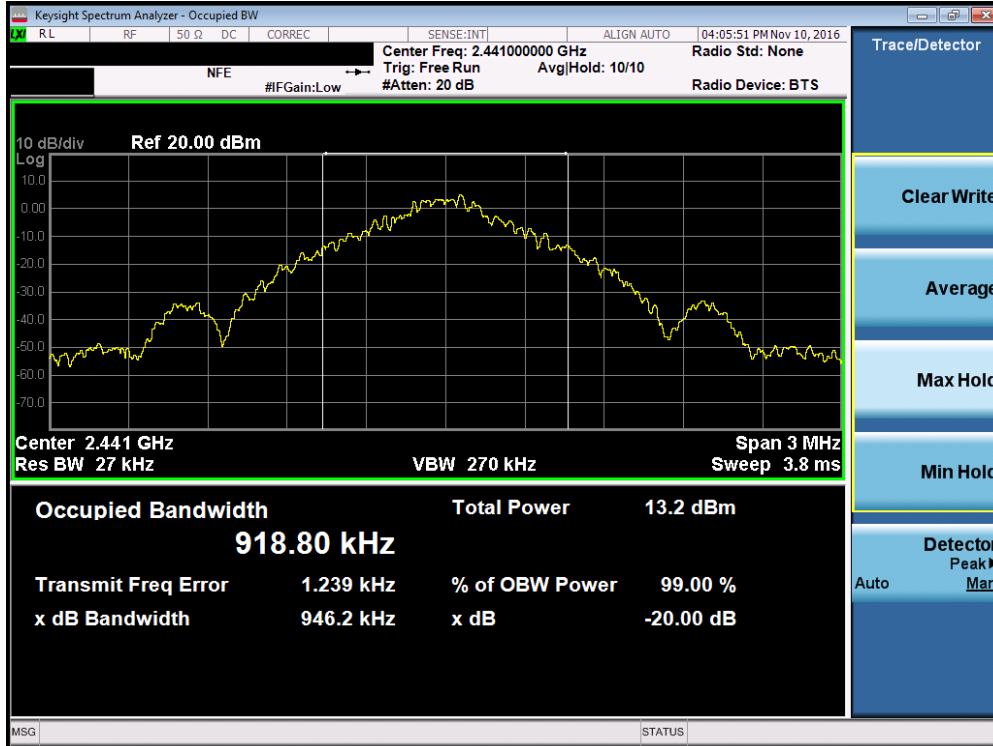 Keysight Spectrum Analyzer - Occupied BW
LXI RL RF 50 Ω DC CORREC SENSE:INT ALIGN AUTO 04:05:51 PM Nov 10, 2016
Center Freq: 2.441000000 GHz Radio Std: None
NFE Trig: Free Run Avg|Hold: 10/10
#IFGain:Low #Atten: 20 dB Radio Device: BTS
10 dB/div Ref 20.00 dBm
Log
10.0
0.00
-10.0
-20.0
-30.0
-40.0
-50.0
-60.0
-70.0
Center 2.441 GHz Span 3 MHz
Res BW 27 kHz VBW 270 kHz Sweep 3.8 ms
Occupied Bandwidth Total Power 13.2 dBm
918.80 kHz
Transmit Freq Error 1.239 kHz % of OBW Power 99.00 %
x dB Bandwidth 946.2 kHz x dB -20.00 dB
MSG STATUS
Trace/Detector
Clear Write
Average
Max Hold
Min Hold
Detector
Peak
Auto Man